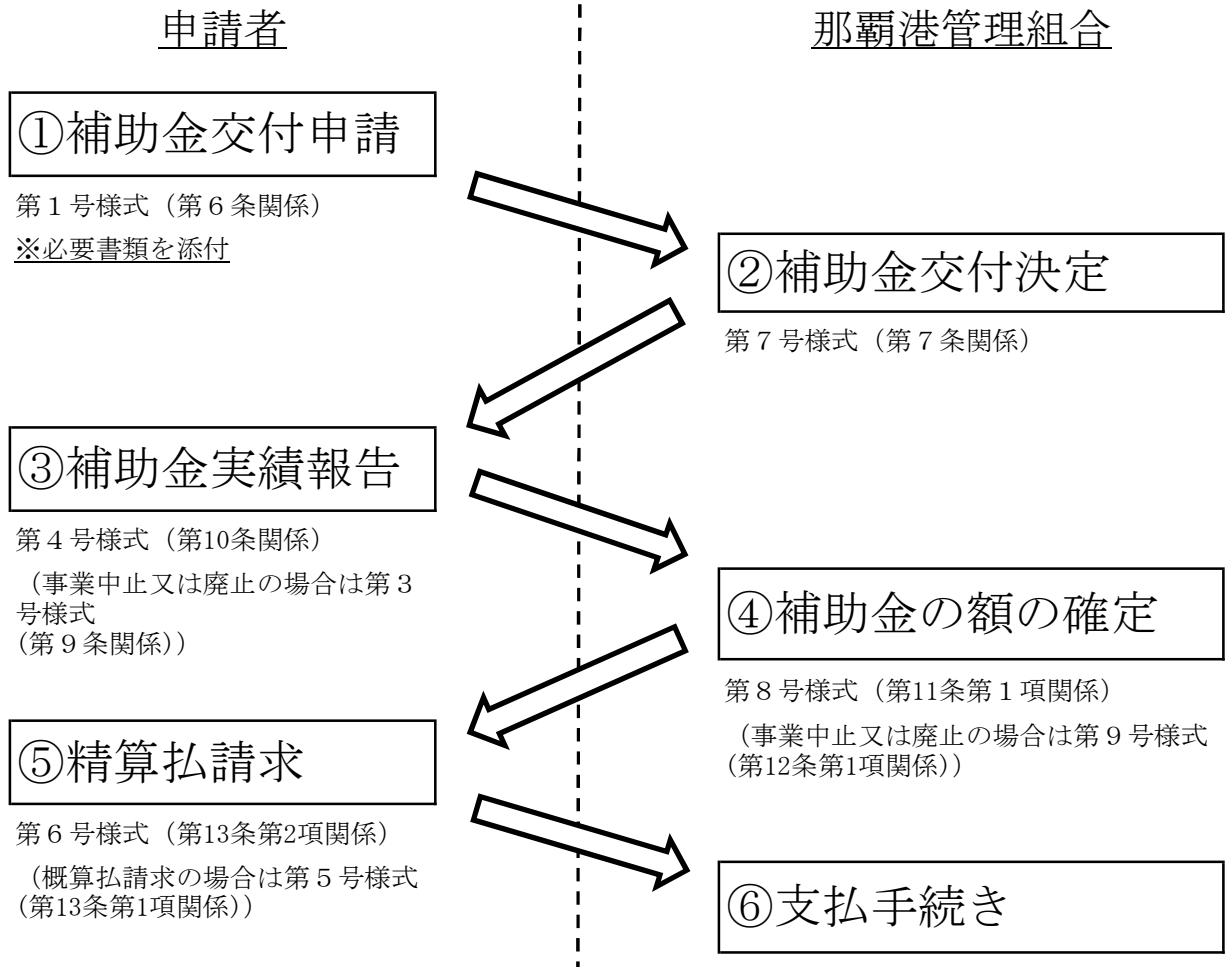 申請者
那覇港管理組合
①補助金交付申請
第１号様式（第６条関係）
※必要書類を添付
②補助金交付決定
第７号様式（第７条関係）
③補助金実績報告
第４号様式（第10条関係）
（事業中止又は廃止の場合は第３
号様式
(第９条関係)）
④補助金の額の確定
第８号様式（第11条第１項関係）
（事業中止又は廃止の場合は第９号様式
(第12条第1項関係)）
⑤精算払請求
第６号様式（第13条第2項関係）
（概算払請求の場合は第５号様式
(第13条第1項関係)）
⑥支払手続き